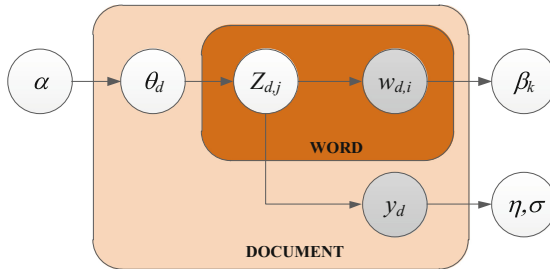 α θd Zd,j wd,i βk
WORD
yd η,σ
DOCUMENT